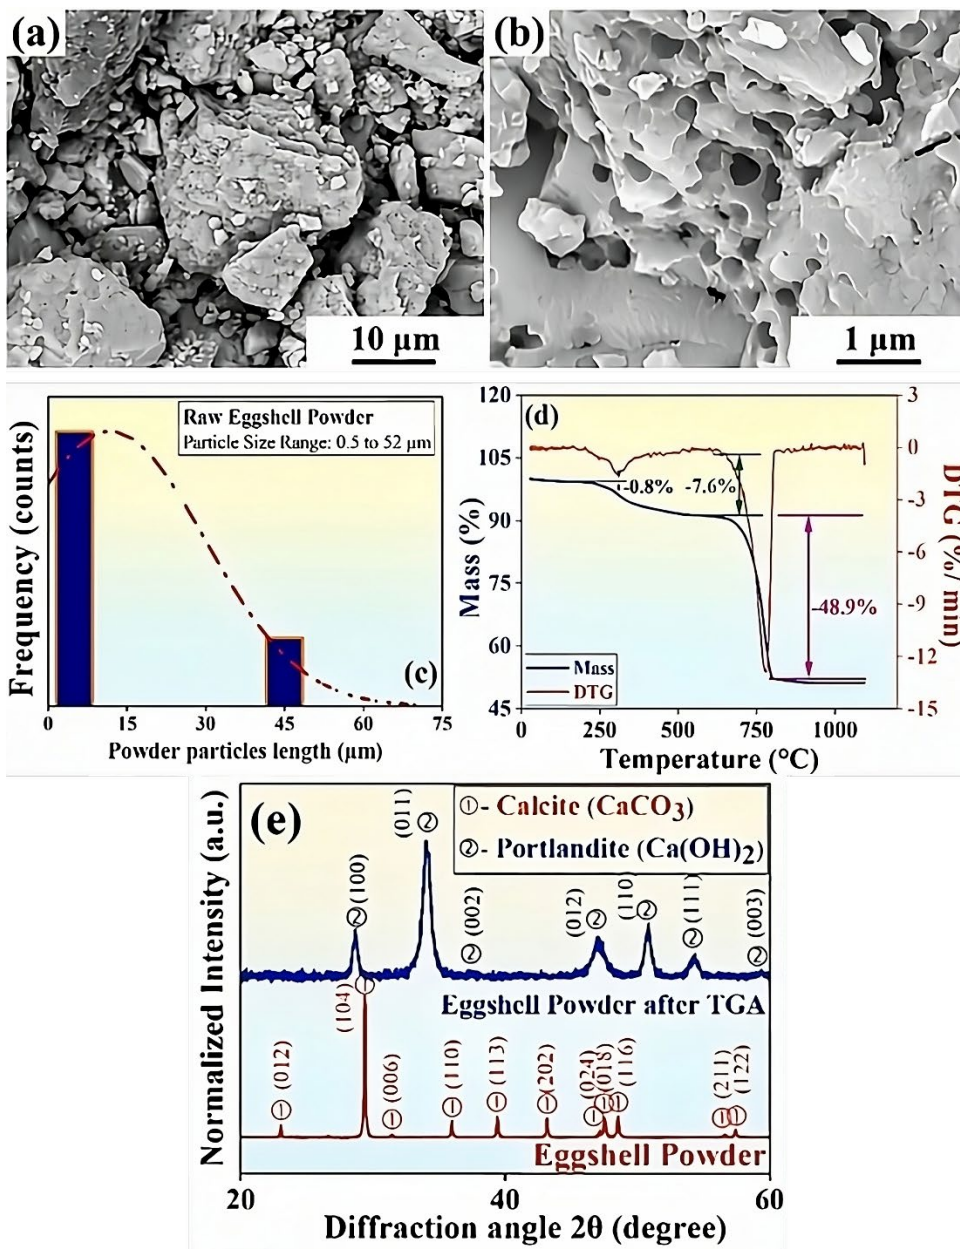 (a)
10 µm
(b)
1 µm
Frequency (counts)
Raw Eggshell Powder
Particle Size Range: 0.5 to 52 µm
(c)
0 15 30 45 60 75
Powder particles length (µm)
(d)
Mass (%)
120
105
90
75
60
45
-0.8%
-7.6%
-48.9%
Mass
DTG
0 250 500 750 1000
Temperature (°C)
3
0
-3
-6
-9
-12
-15
DTG (%/ min)
(e)
Normalized Intensity (a.u.)
①- Calcite (CaCO3)
②- Portlandite (Ca(OH)2)
② (100)
(011) ②
② (002)
(012) ②
(110) ②
② (111)
② (003)
Eggshell Powder after TGA
① (012)
(104) ①
① (006)
① (110)
① (113)
① (202)
① (024)
① (018)
① (116)
① (211)
① (122)
Eggshell Powder
20 40 60
Diffraction angle 2θ (degree)